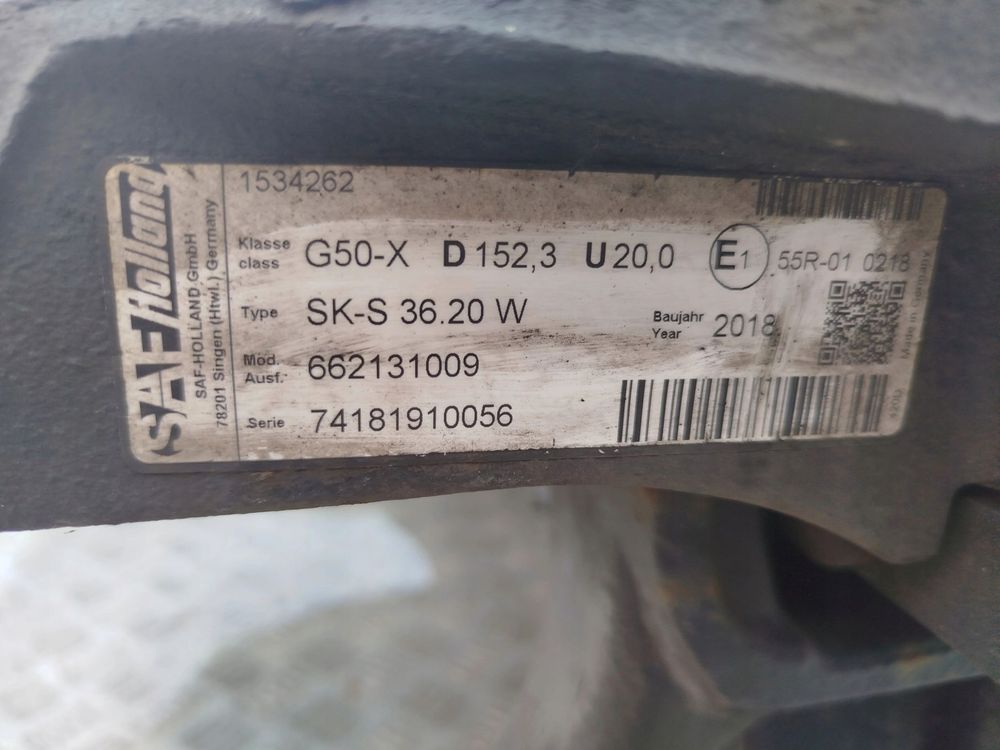 SAF Holland
SAF-HOLLAND GmbH
78201 Singen (Htwl.) Germany
1534262
Klasse
class
G50-X D 152,3 U 20,0 E1 55R-01 0218
Type SK-S 36.20 W
Baujahr
Year
2018
Mod.
Ausf.
662131009
Serie 74181910056
Made in